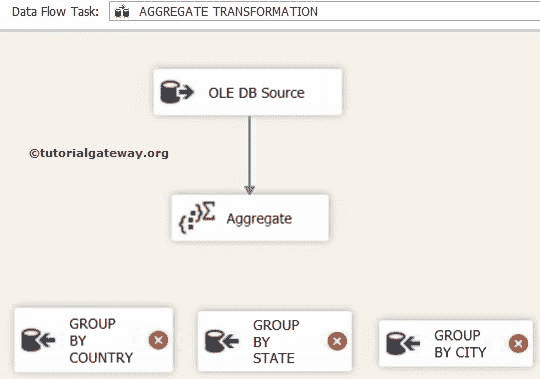 Data Flow Task: AGGREGATE TRANSFORMATION
OLE DB Source
©tutorialgateway.org
{::}Σ Aggregate
GROUP
BY
COUNTRY
GROUP
BY
STATE
GROUP
BY CITY